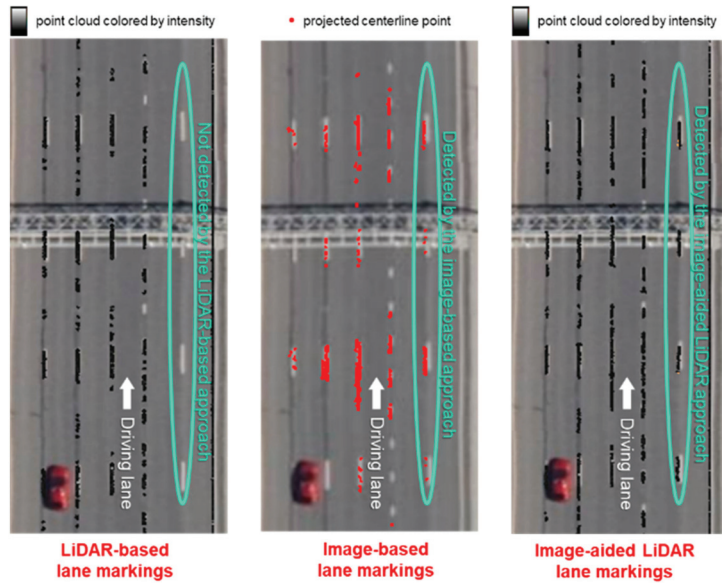 point cloud colored by intensity
projected centerline point
point cloud colored by intensity
Not detected by the LiDAR-based approach
Driving lane
Detected by the image-based approach
Driving lane
Detected by the image-aided LiDAR approach
Driving lane
LiDAR-based
lane markings
Image-based
lane markings
Image-aided LiDAR
lane markings